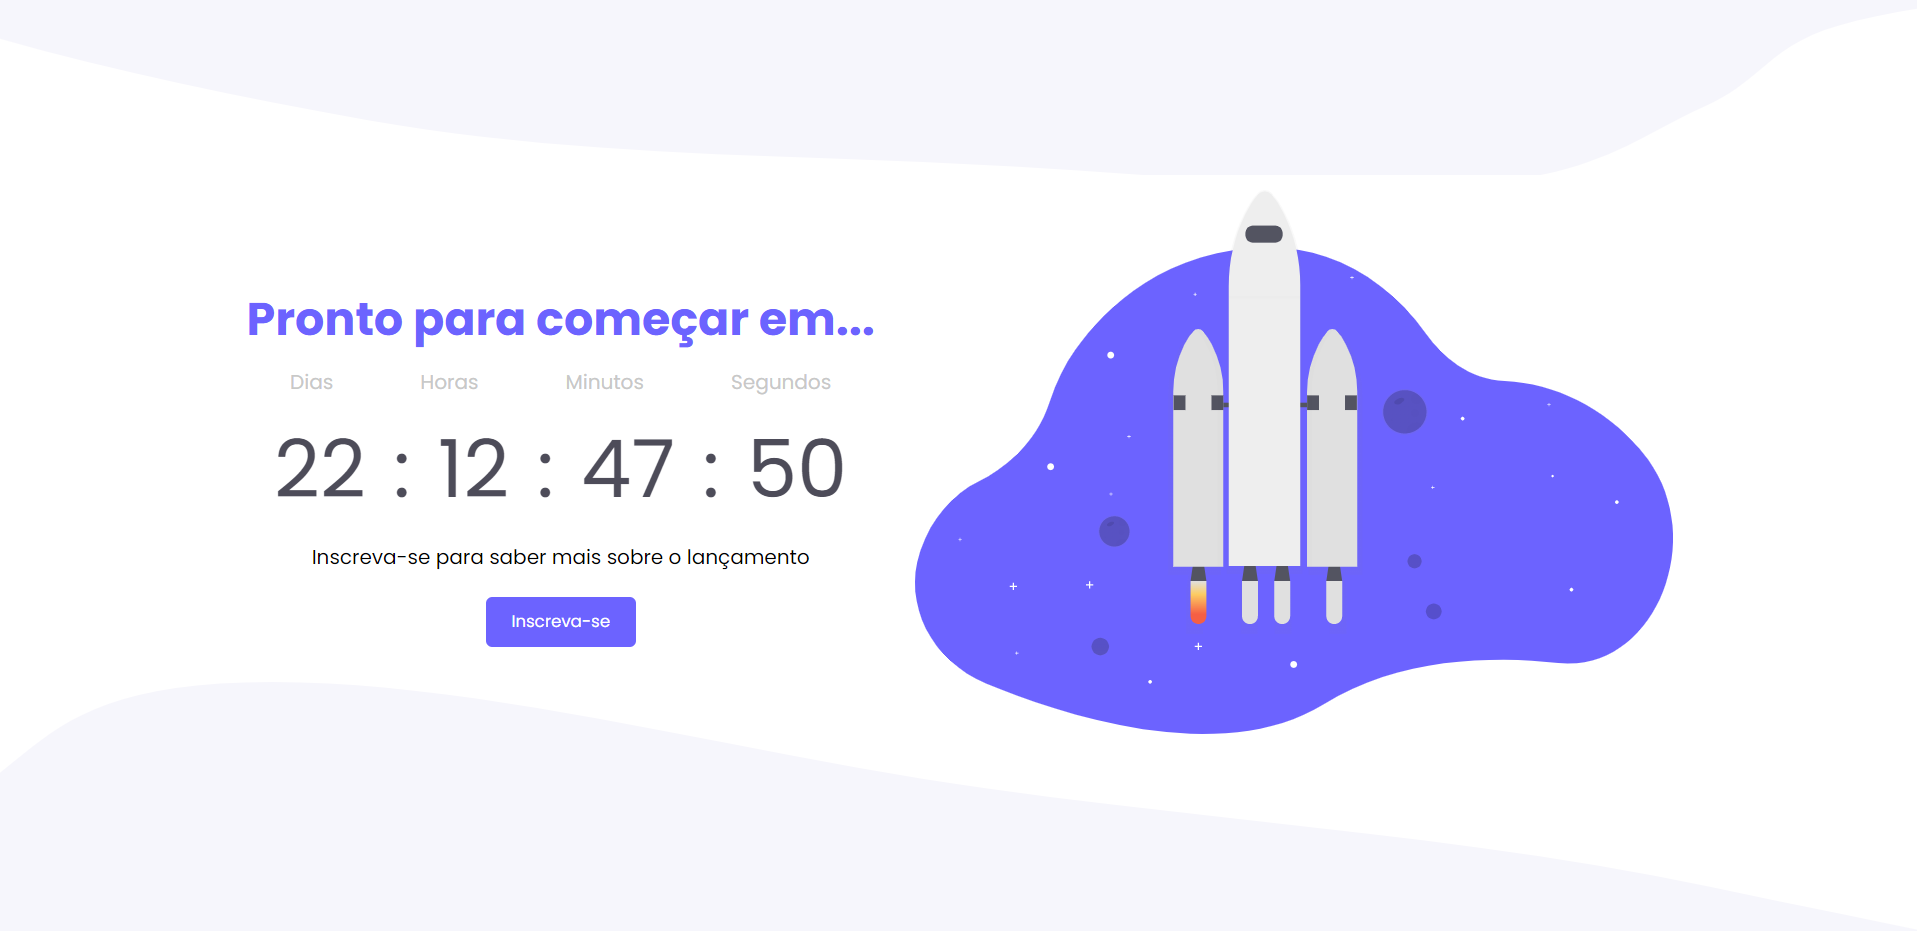 Pronto para começar em...
Dias Horas Minutos Segundos
22 : 12 : 47 : 50
Inscreva-se para saber mais sobre o lançamento
Inscreva-se